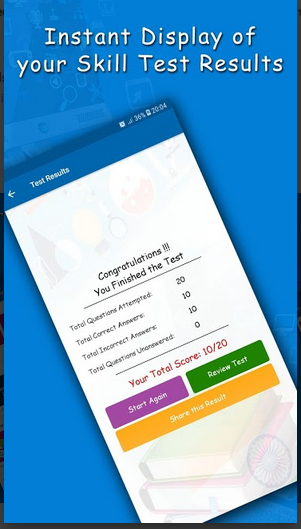 Instant Display of
your Skill Test Results
36% 20:04
Test Results
Congratulations !!!
You Finished the Test
Total Questions Attempted: 20
Total Correct Answers: 10
Total Incorrect Answers: 10
Total Questions Unanswered: 0
Your Total Score: 10/20
Start Again
Review Test
Share this Result